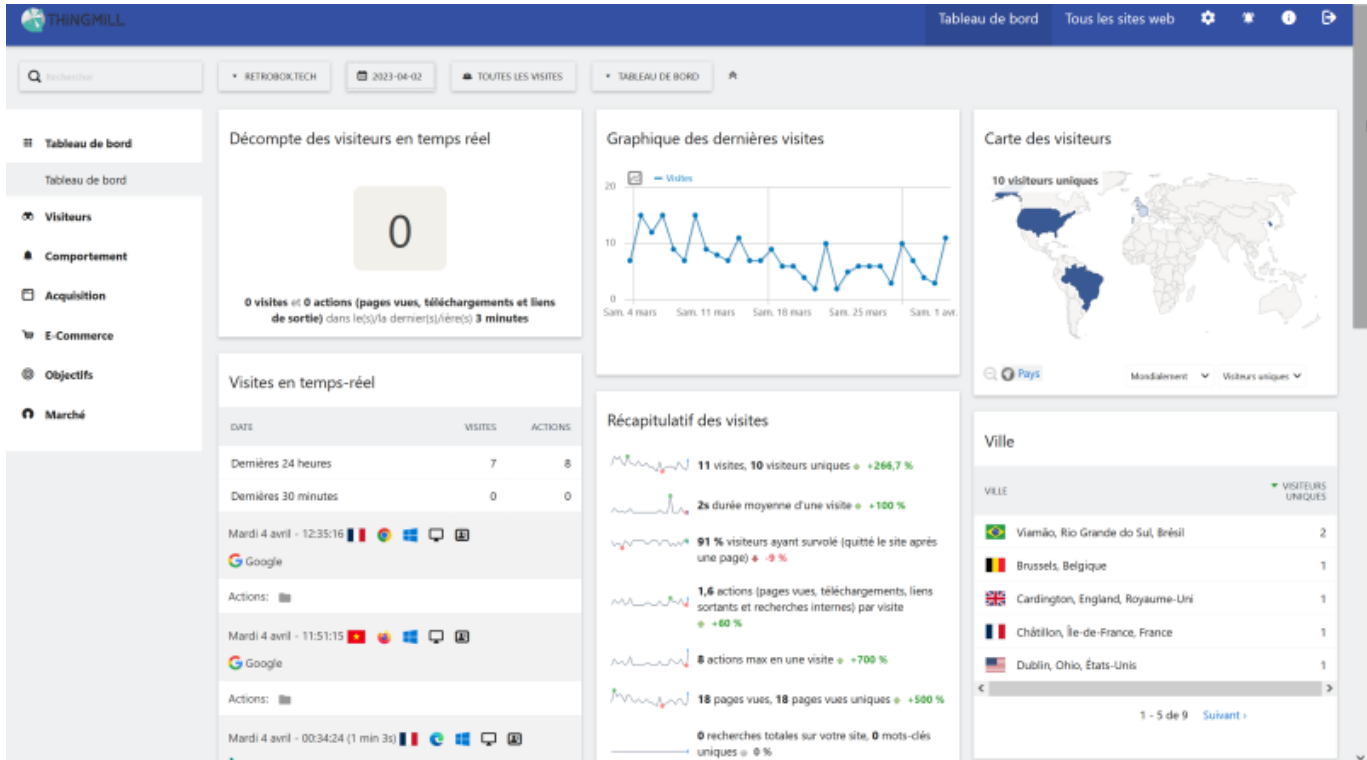 THINGMILL
Tableau de bord
Tous les sites web
Rechercher
RETROBOX.TECH
2023-04-02
TOUTES LES VISITES
TABLEAU DE BORD
Tableau de bord
Tableau de bord
Visiteurs
Comportement
Acquisition
E-Commerce
Objectifs
Marché
Décompte des visiteurs en temps réel
0
0 visites et 0 actions (pages vues, téléchargements et liens
de sortie) dans le(s)/la dernier(s)/ière(s) 3 minutes
Visites en temps-réel
DATE VISITES ACTIONS
Dernières 24 heures 7 8
Dernières 30 minutes 0 0
Mardi 4 avril - 12:35:16
Google
Actions:
Mardi 4 avril - 11:51:15
Google
Actions:
Mardi 4 avril - 00:34:24 (1 min 3s)
Graphique des dernières visites
Visites
20
10
0
Sam. 4 mars Sam. 11 mars Sam. 18 mars Sam. 25 mars Sam. 1 avr.
Récapitulatif des visites
11 visites, 10 visiteurs uniques +266,7 %
2s durée moyenne d'une visite +100 %
91 % visiteurs ayant survolé (quitté le site après
une page) -9 %
1,6 actions (pages vues, téléchargements, liens
sortants et recherches internes) par visite
+60 %
8 actions max en une visite +700 %
18 pages vues, 18 pages vues uniques +500 %
0 recherches totales sur votre site, 0 mots-clés
uniques 0 %
Carte des visiteurs
10 visiteurs uniques
Pays
Mondialement
Visiteurs uniques
Ville
VILLE VISITEURS
UNIQUES
Viamão, Rio Grande do Sul, Brésil 2
Brussels, Belgique 1
Cardington, England, Royaume-Uni 1
Châtillon, Île-de-France, France 1
Dublin, Ohio, États-Unis 1
1 - 5 de 9 Suivant ›